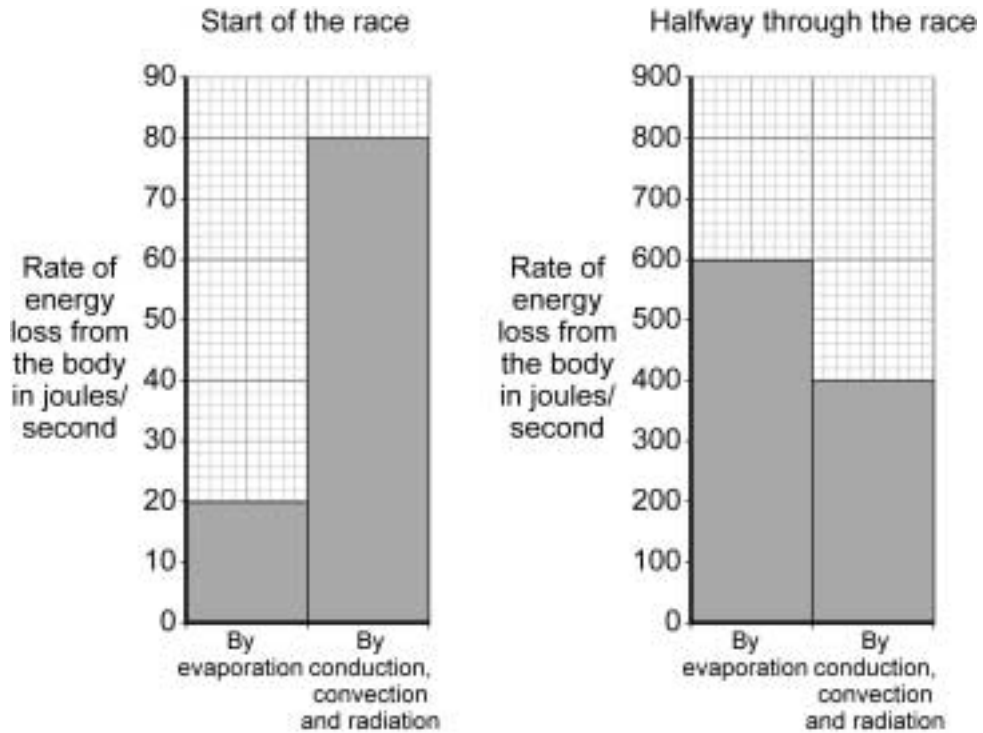 Start of the race
90
80
70
60
50
40
30
20
10
0
Rate of
energy
loss from
the body
in joules/
second
By
evaporation
By
conduction,
convection
and radiation
Halfway through the race
900
800
700
600
500
400
300
200
100
0
Rate of
energy
loss from
the body
in joules/
second
By
evaporation
By
conduction,
convection
and radiation